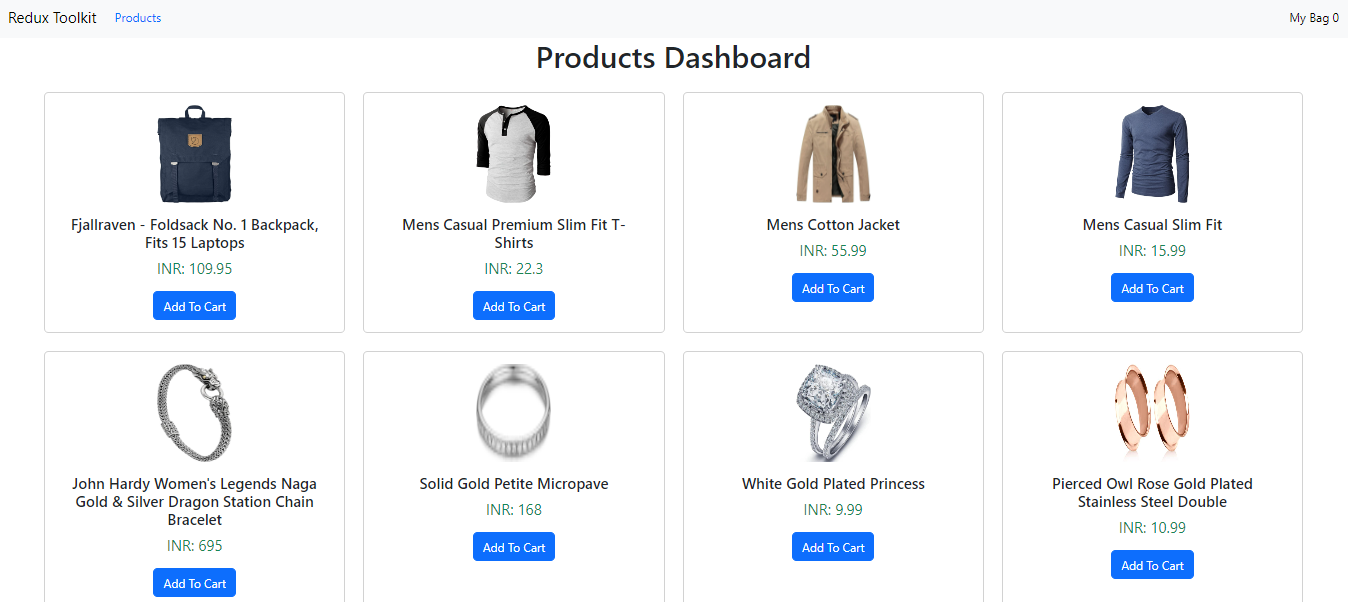 Redux Toolkit Products My Bag 0
Products Dashboard
Fjallraven - Foldsack No. 1 Backpack,
Fits 15 Laptops
INR: 109.95
Add To Cart
Mens Casual Premium Slim Fit T-
Shirts
INR: 22.3
Add To Cart
Mens Cotton Jacket
INR: 55.99
Add To Cart
Mens Casual Slim Fit
INR: 15.99
Add To Cart
John Hardy Women's Legends Naga
Gold & Silver Dragon Station Chain
Bracelet
INR: 695
Add To Cart
Solid Gold Petite Micropave
INR: 168
Add To Cart
White Gold Plated Princess
INR: 9.99
Add To Cart
Pierced Owl Rose Gold Plated
Stainless Steel Double
INR: 10.99
Add To Cart